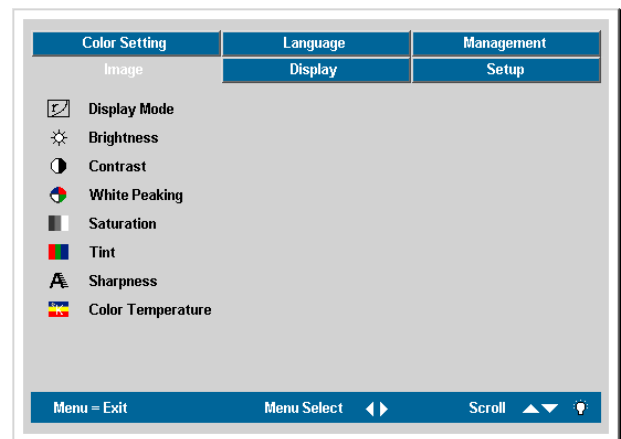 Color Setting Language Management
Image Display Setup
Display Mode
Brightness
Contrast
White Peaking
Saturation
Tint
Sharpness
Color Temperature
Menu = Exit Menu Select Scroll